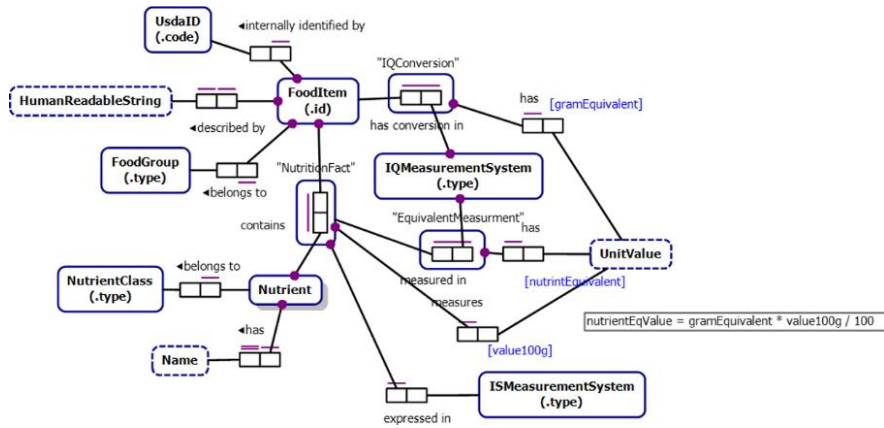 UsdaID
(.code)
◄internally identified by
"IQConversion"
HumanReadableString
FoodItem
(.id)
has
[gramEquivalent]
◄described by
has conversion in
FoodGroup
(.type)
"NutritionFact"
IQMeasurementSystem
(.type)
◄belongs to
contains
"EquivalentMeasurment"
has
UnitValue
◄belongs to
NutrientClass
(.type)
Nutrient
measured in
[nutrintEquivalent]
measures
nutrientEqValue = gramEquivalent * value100g / 100
◄has
Name
[value100g]
ISMeasurementSystem
(.type)
expressed in